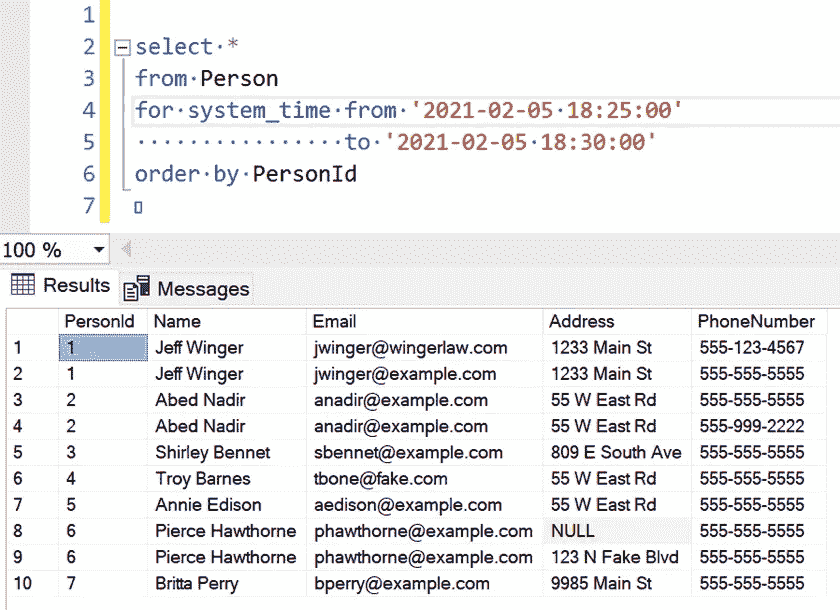 1
2 select *
3 from Person
4 for system_time from '2021-02-05 18:25:00'
5 to '2021-02-05 18:30:00'
6 order by PersonId
7
100 %
Results Messages
PersonId Name Email Address PhoneNumber
1 1 Jeff Winger jwinger@wingerlaw.com 1233 Main St 555-123-4567
2 1 Jeff Winger jwinger@example.com 1233 Main St 555-555-5555
3 2 Abed Nadir anadir@example.com 55 W East Rd 555-555-5555
4 2 Abed Nadir anadir@example.com 55 W East Rd 555-999-2222
5 3 Shirley Bennet sbennet@example.com 809 E South Ave 555-555-5555
6 4 Troy Barnes tbone@fake.com 55 W East Rd 555-555-5555
7 5 Annie Edison aedison@example.com 55 W East Rd 555-555-5555
8 6 Pierce Hawthorne phawthorne@example.com NULL 555-555-5555
9 6 Pierce Hawthorne phawthorne@example.com 123 N Fake Blvd 555-555-5555
10 7 Britta Perry bperry@example.com 9985 Main St 555-555-5555